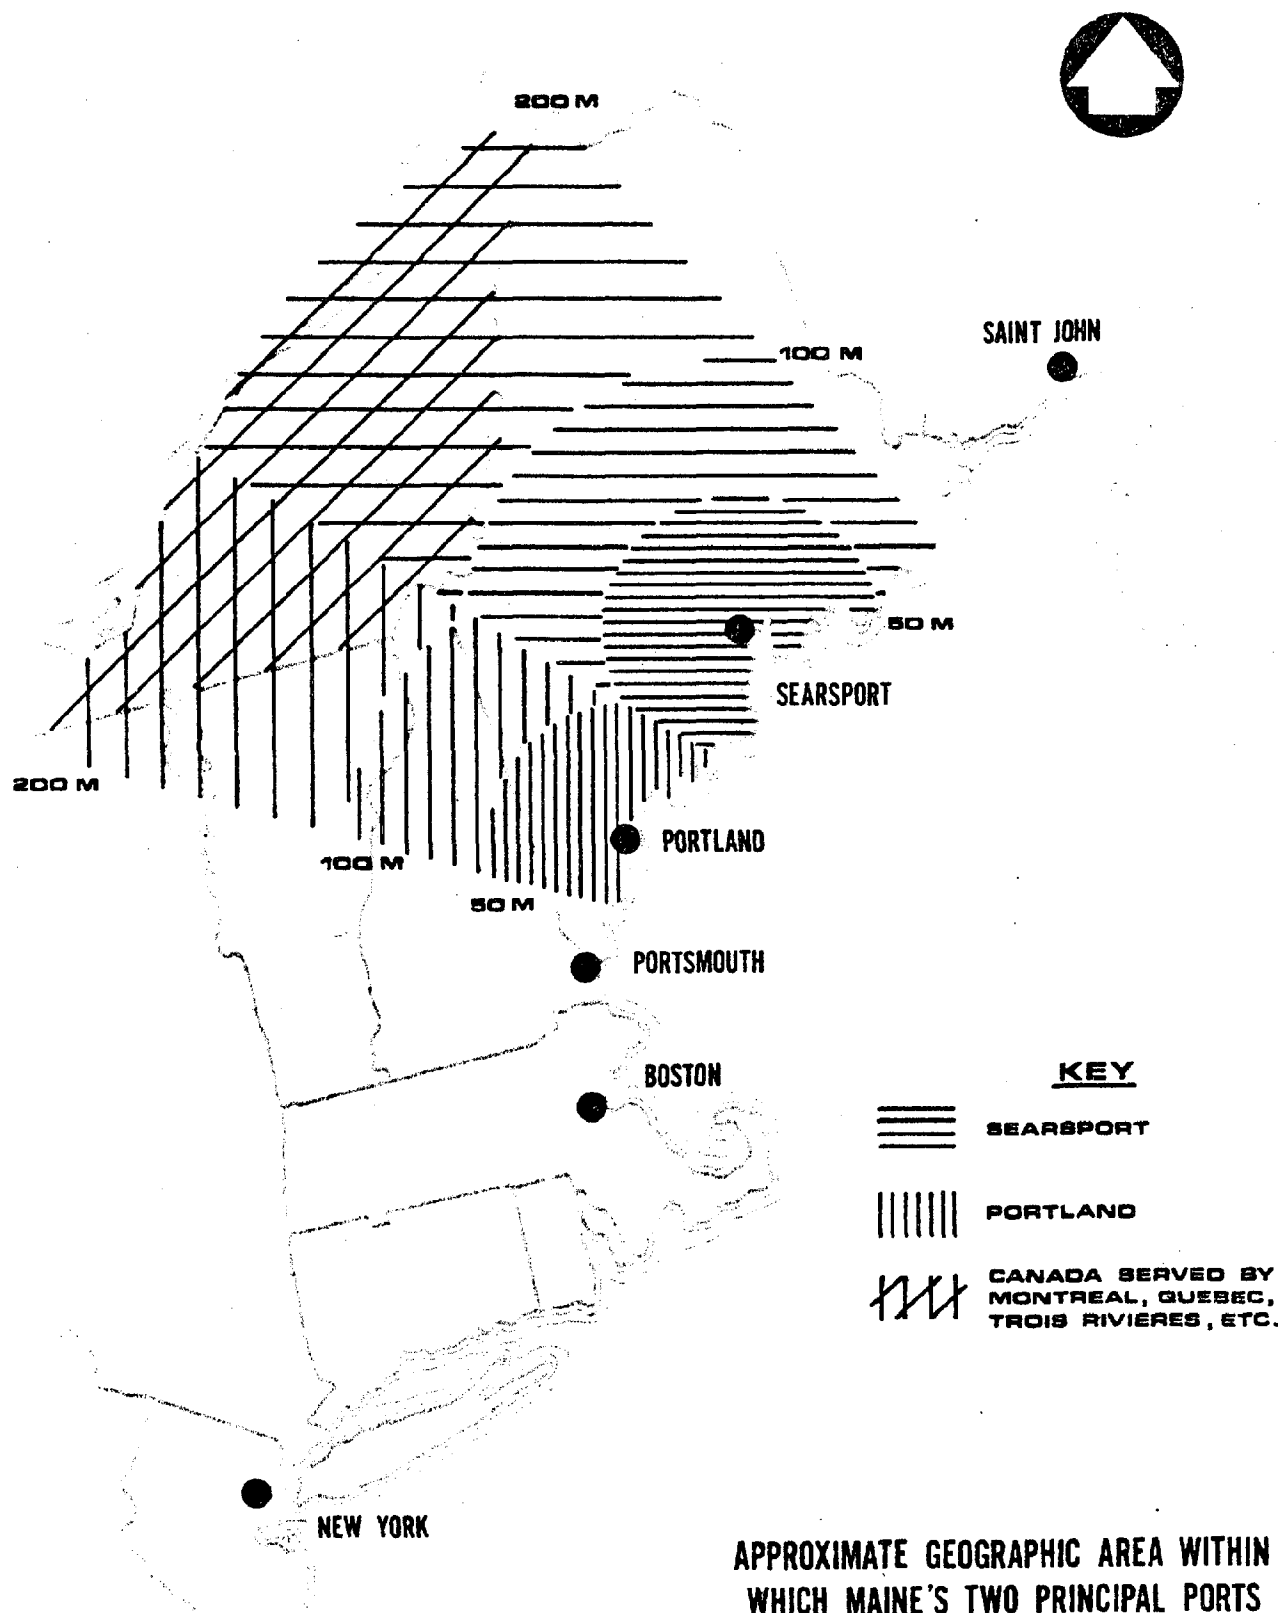 200 M
SAINT JOHN
100 M
50 M
SEARSPORT
200 M
PORTLAND
100 M
50 M
PORTSMOUTH
BOSTON
KEY
SEARSPORT
PORTLAND
CANADA SERVED BY
MONTREAL, QUEBEC,
TROIS RIVIERES, ETC.
NEW YORK
APPROXIMATE GEOGRAPHIC AREA WITHIN
WHICH MAINE'S TWO PRINCIPAL PORTS